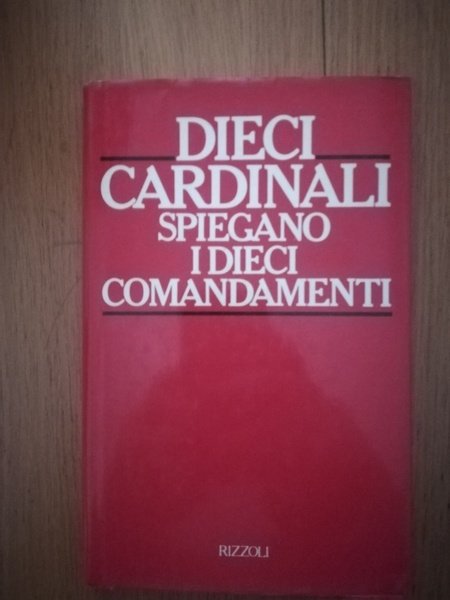 DIECI
CARDINALI
SPIEGANO
I DIECI
COMANDAMENTI
RIZZOLI